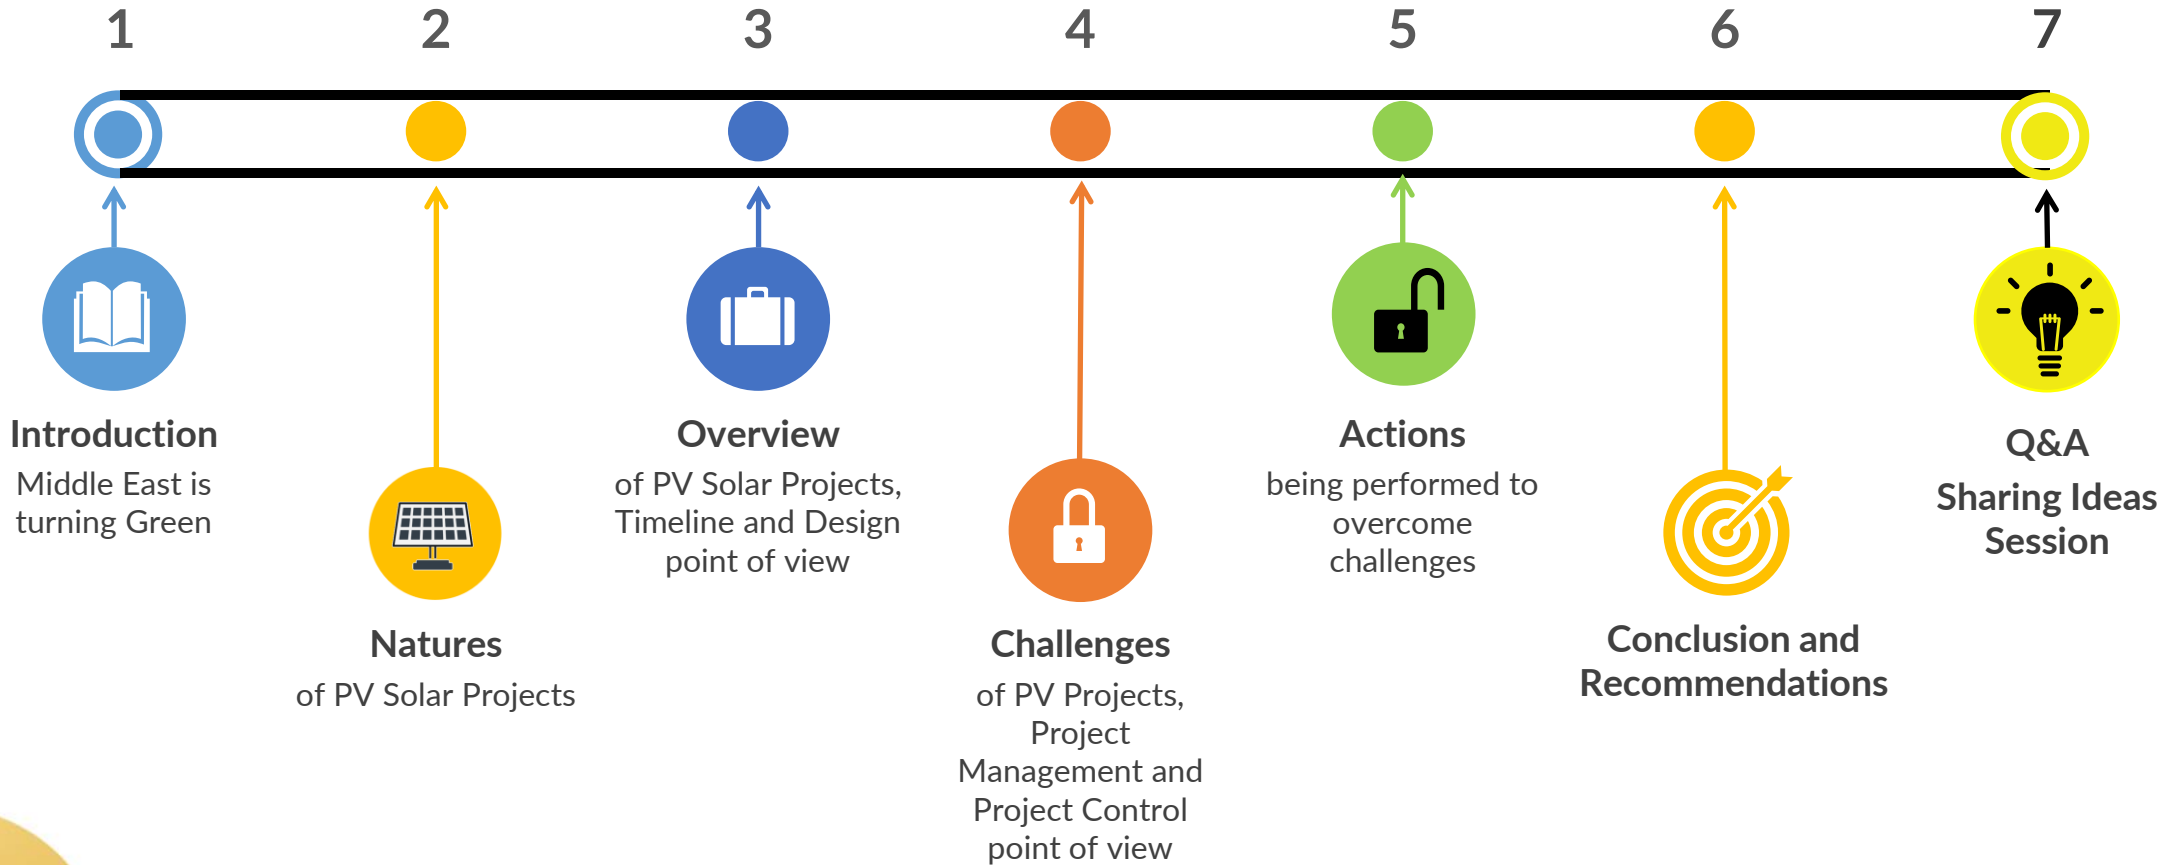 1
2
3
4
5
6
7
Introduction
Middle East is
turning Green
Natures
of PV Solar Projects
Overview
of PV Solar Projects,
Timeline and Design
point of view
Challenges
of PV Projects,
Project
Management and
Project Control
point of view
Actions
being performed to
overcome
challenges
Conclusion and
Recommendations
Q&A
Sharing Ideas
Session